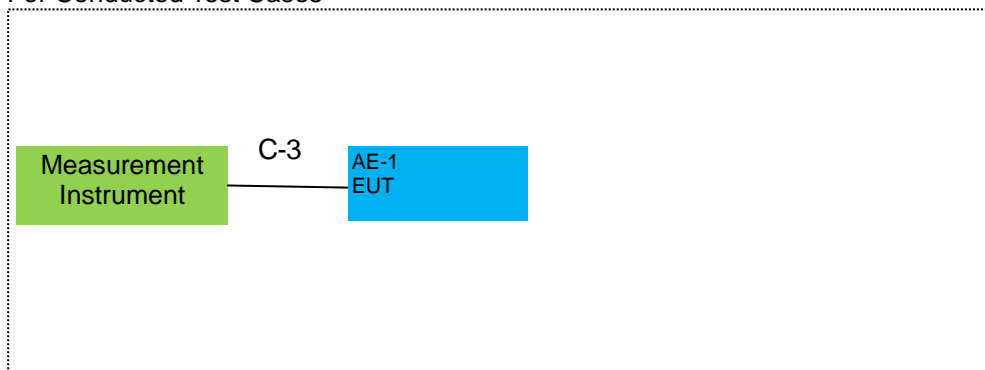 For Conducted Test Cases
C-3
Measurement
Instrument
AE-1
EUT